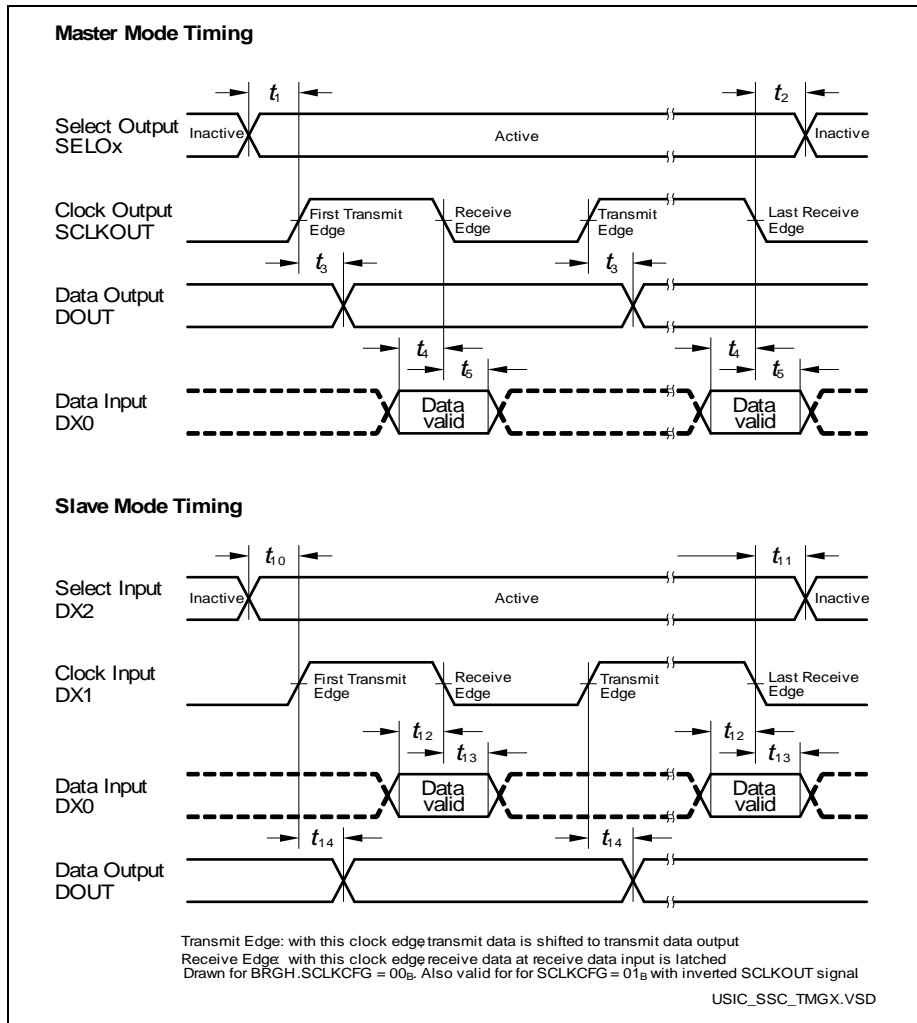 Master Mode Timing
t1
t2
Select Output
SELOx
Inactive
Active
Inactive
Clock Output
SCLKOUT
First Transmit
Edge
Receive
Edge
Transmit
Edge
Last Receive
Edge
t3
t3
Data Output
DOUT
t4
t5
t4
t5
Data Input
DX0
Data
valid
Data
valid
Slave Mode Timing
t10
t11
Select Input
DX2
Inactive
Active
Inactive
Clock Input
DX1
First Transmit
Edge
Receive
Edge
Transmit
Edge
Last Receive
Edge
t12
t13
t12
t13
Data Input
DX0
Data
valid
Data
valid
t14
t14
Data Output
DOUT
Transmit Edge: with this clock edge, transmit data is shifted to transmit data output
Receive Edge: with this clock edge, receive data at receive data input is latched
Drawn for BRGH.SCLKCFG = 00B. Also valid for for SCLKCFG = 01B with inverted SCLKOUT signal.
USIC_SSC_TMGX.VSD